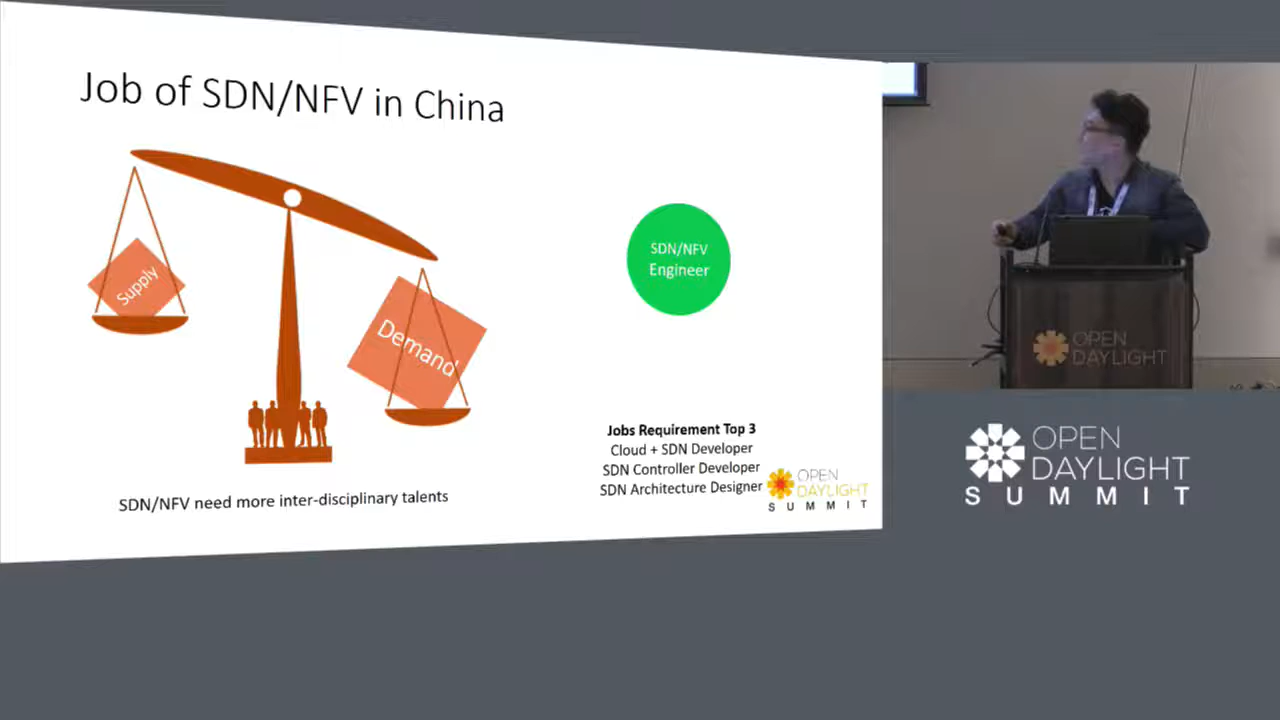 Job of SDN/NFV in China
Supply
Demand
SDN/NFV need more inter-disciplinary talents
SDN/NFV
Engineer
Jobs Requirement Top 3
Cloud + SDN Developer
SDN Controller Developer
SDN Architecture Designer
OPEN
DAYLIGHT
SUMMIT
OPEN
DAYLIGHT
OPEN
DAYLIGHT
SUMMIT